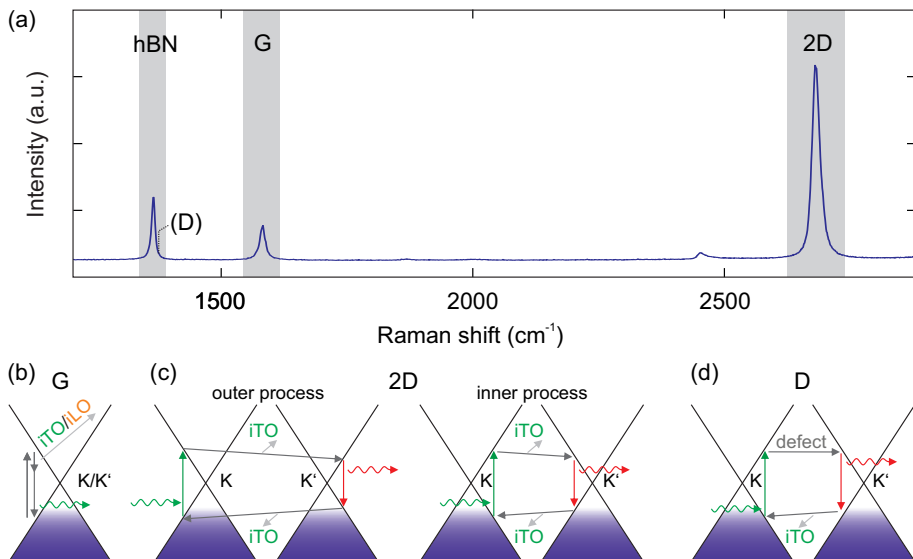 (a)
hBN
G
2D
(D)
Intensity (a.u.)
1500
2000
2500
Raman shift (cm-1)
(b)
G
iTO/iLO
K/K‘
(c)
outer process
2D
inner process
iTO
K
K‘
iTO
iTO
K
K‘
iTO
(d)
D
defect
K
K‘
iTO